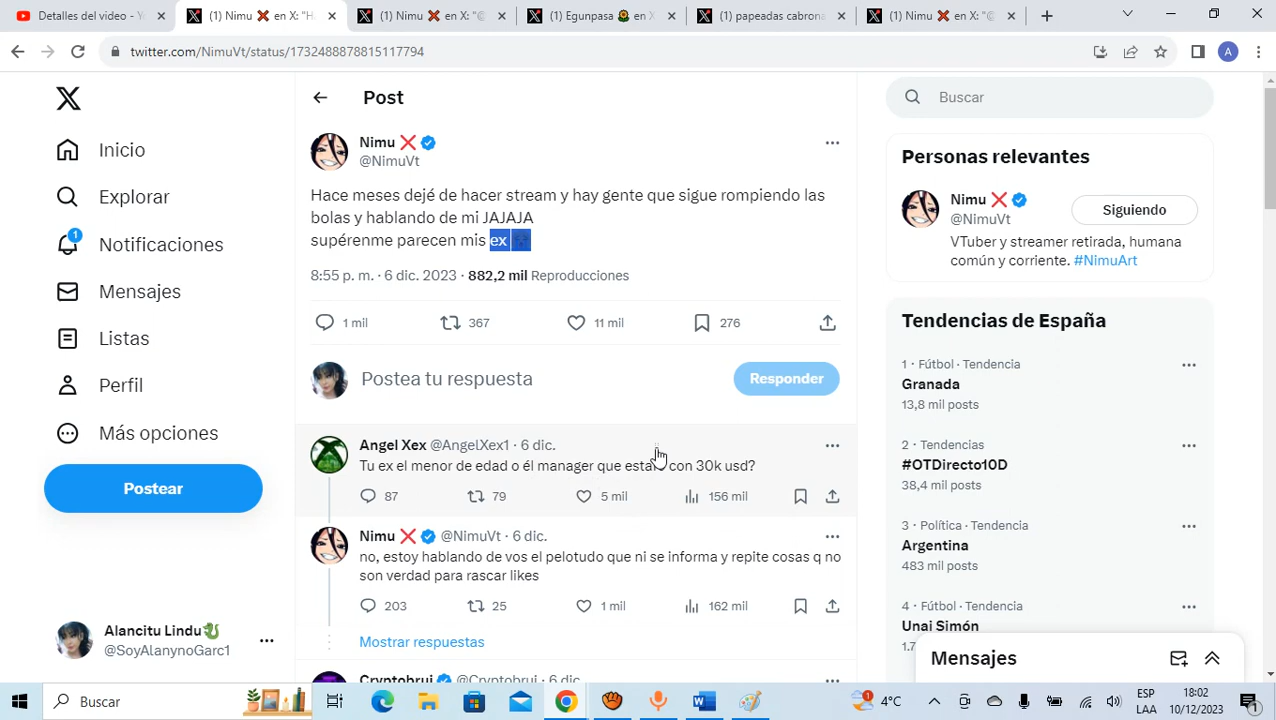 Detalles del video - Y
(1) Nimu ❌ en X: "H
(1) Nimu ❌ en X: "@
(1) Egunpasa 🌻 en X
(1) papeadas cabrona
(1) Nimu ❌ en X: "@
twitter.com/NimuVt/status/1732488878815117794
A
Inicio
Explorar
1
Notificaciones
Mensajes
Listas
Perfil
Más opciones
Postear
Alancitu Lindu🐉
@SoyAlanynoGarc1
Post
Nimu ❌
@NimuVt
Hace meses dejé de hacer stream y hay gente que sigue rompiendo las
bolas y hablando de mi JAJAJA
supérenme parecen mis ex
8:55 p. m. · 6 dic. 2023 · 882,2 mil Reproducciones
1 mil 367 11 mil 276
Postea tu respuesta
Responder
Angel Xex @AngelXex1 · 6 dic.
Tu ex el menor de edad o él manager que estafó con 30k usd?
87 79 5 mil 156 mil
Nimu ❌ @NimuVt · 6 dic.
no, estoy hablando de vos el pelotudo que ni se informa y repite cosas q no
son verdad para rascar likes
203 25 1 mil 162 mil
Mostrar respuestas
Cryptobrui @Cryptobrui · 6 dic.
Buscar
Personas relevantes
Nimu ❌
@NimuVt
Siguiendo
VTuber y streamer retirada, humana
común y corriente. #NimuArt
Tendencias de España
1 · Fútbol · Tendencia
Granada
13,8 mil posts
2 · Tendencias
#OTDirecto10D
38,4 mil posts
3 · Política · Tendencia
Argentina
483 mil posts
4 · Fútbol · Tendencia
Unai Simón
1.7
Mensajes
Buscar
1
4°C
ESP
LAA
18:02
10/12/2023
1